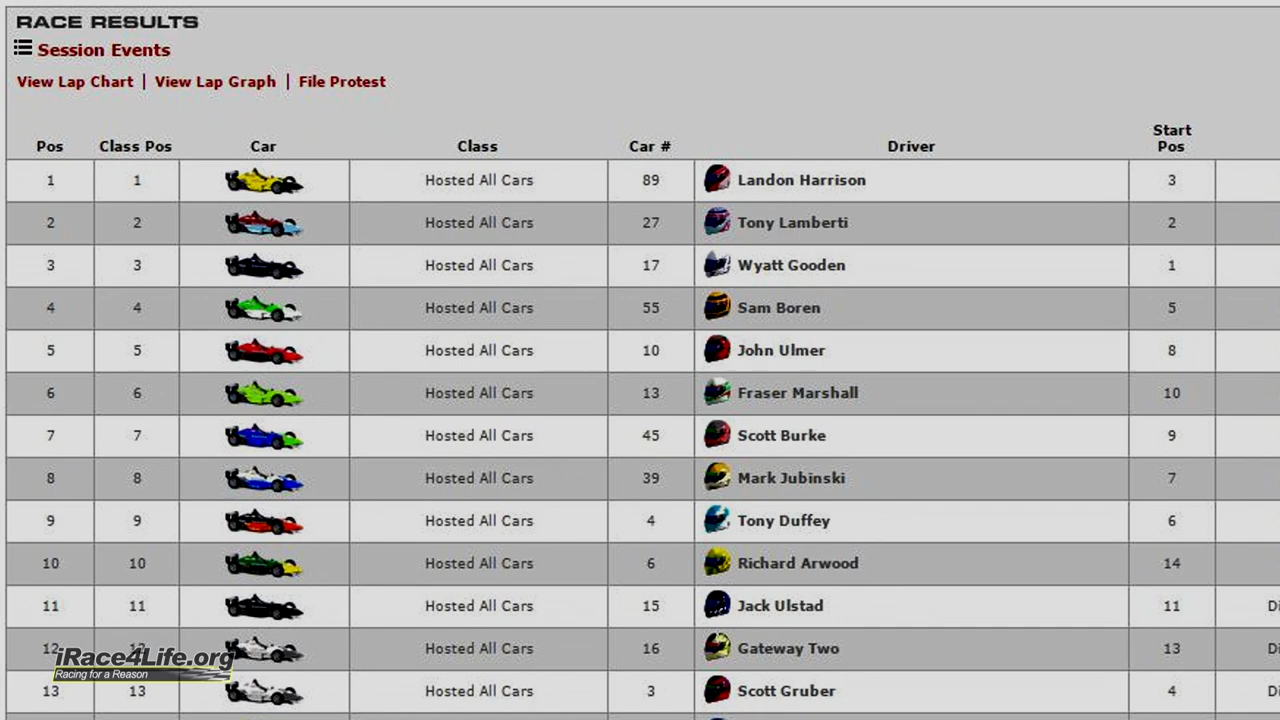 RACE RESULTS
Session Events
View Lap Chart | View Lap Graph | File Protest
Pos Class Pos Car Class Car # Driver Start Pos
1 1 Hosted All Cars 89 Landon Harrison 3
2 2 Hosted All Cars 27 Tony Lamberti 2
3 3 Hosted All Cars 17 Wyatt Gooden 1
4 4 Hosted All Cars 55 Sam Boren 5
5 5 Hosted All Cars 10 John Ulmer 8
6 6 Hosted All Cars 13 Fraser Marshall 10
7 7 Hosted All Cars 45 Scott Burke 9
8 8 Hosted All Cars 39 Mark Jubinski 7
9 9 Hosted All Cars 4 Tony Duffey 6
10 10 Hosted All Cars 6 Richard Arwood 14
11 11 Hosted All Cars 15 Jack Ulstad 11 Di
12 12 Hosted All Cars 16 Gateway Two 13 Di
iRace4Life.org
Racing for a Reason
13 13 Hosted All Cars 3 Scott Gruber 4 Di